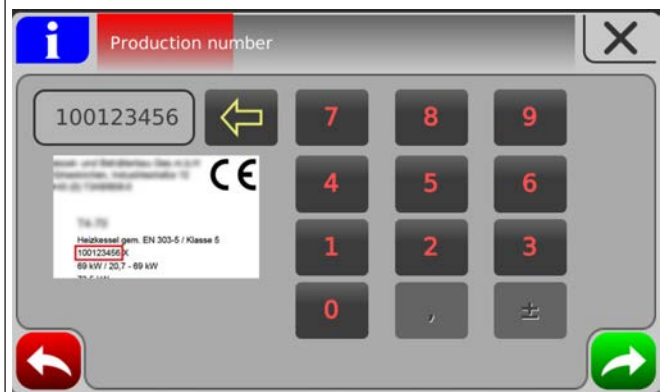 i Production number X
100123456 7 8 9
CE
4 5 6
Heizkessel gem. EN 303-5 / Klasse 5
100123456X
69 kW / 20,7 - 69 kW
1 2 3
0 , ±